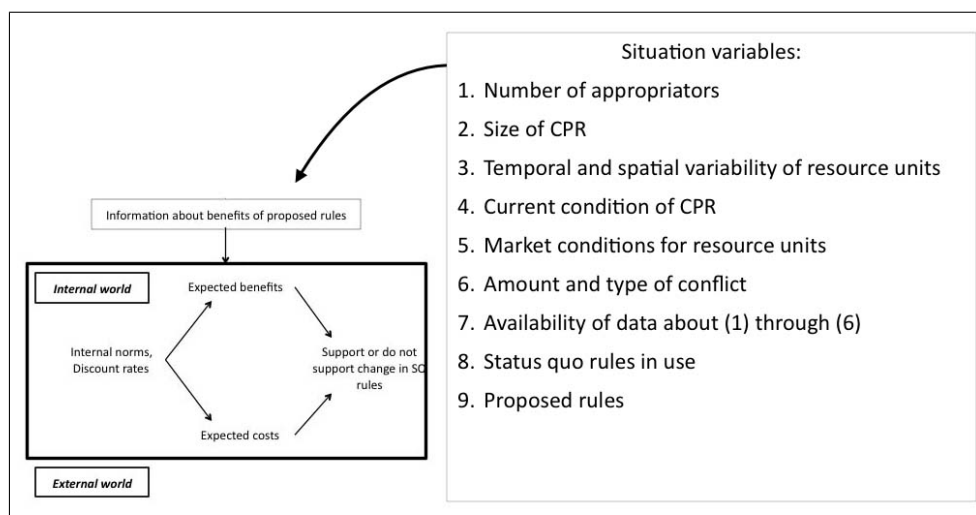 Situation variables:
1. Number of appropriators
2. Size of CPR
3. Temporal and spatial variability of resource units
4. Current condition of CPR
5. Market conditions for resource units
6. Amount and type of conflict
7. Availability of data about (1) through (6)
8. Status quo rules in use
9. Proposed rules
Information about benefits of proposed rules
Internal world
Expected benefits
Internal norms,
Discount rates
Support or do not
support change in SQ
rules
Expected costs
External world